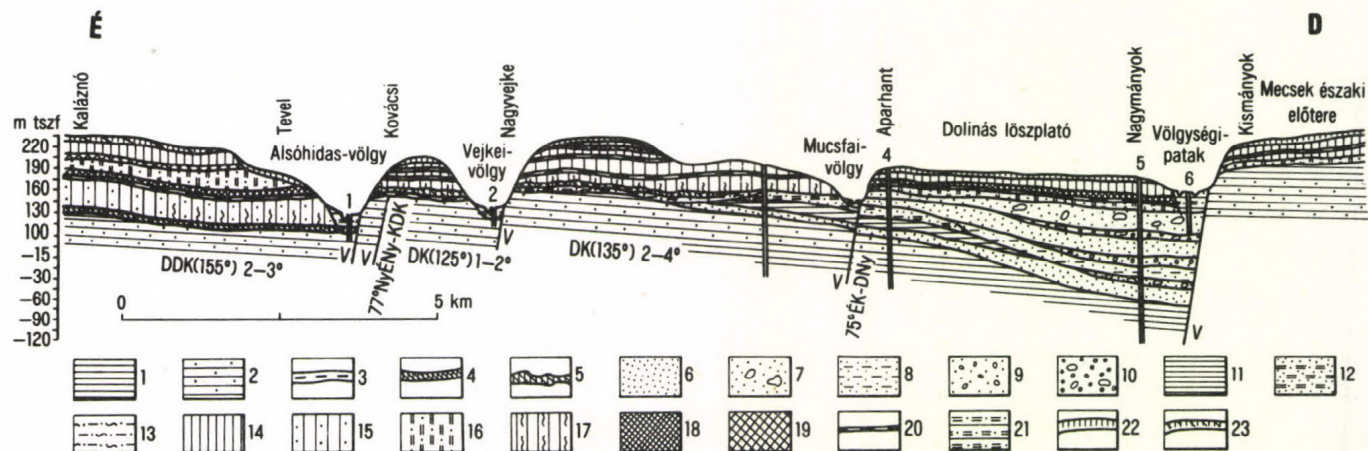 É D
Kaláznó
Tevel
Alsóhidas-völgy
Kovácsi
Vejkei-
völgy
Nagyvejke
Mucsfai-
völgy
Aparhant
Dolinás löszplató
Nagymányok
Völgységi-
patak
Kismányok
Mecsek északi
előtere
m tszf
220
190
160
130
100
-15
-30
-60
-90
-120
1
2
4
5
6
V V V V V
DDK(155°) 2–3°
77°NyÉNy-KDK
DK(125°) 1–2°
DK(135°) 2–4°
75°ÉK-DNy
0 5 km
1 2 3 4 5 6 7 8 9 10 11 12
13 14 15 16 17 18 19 20 21 22 23